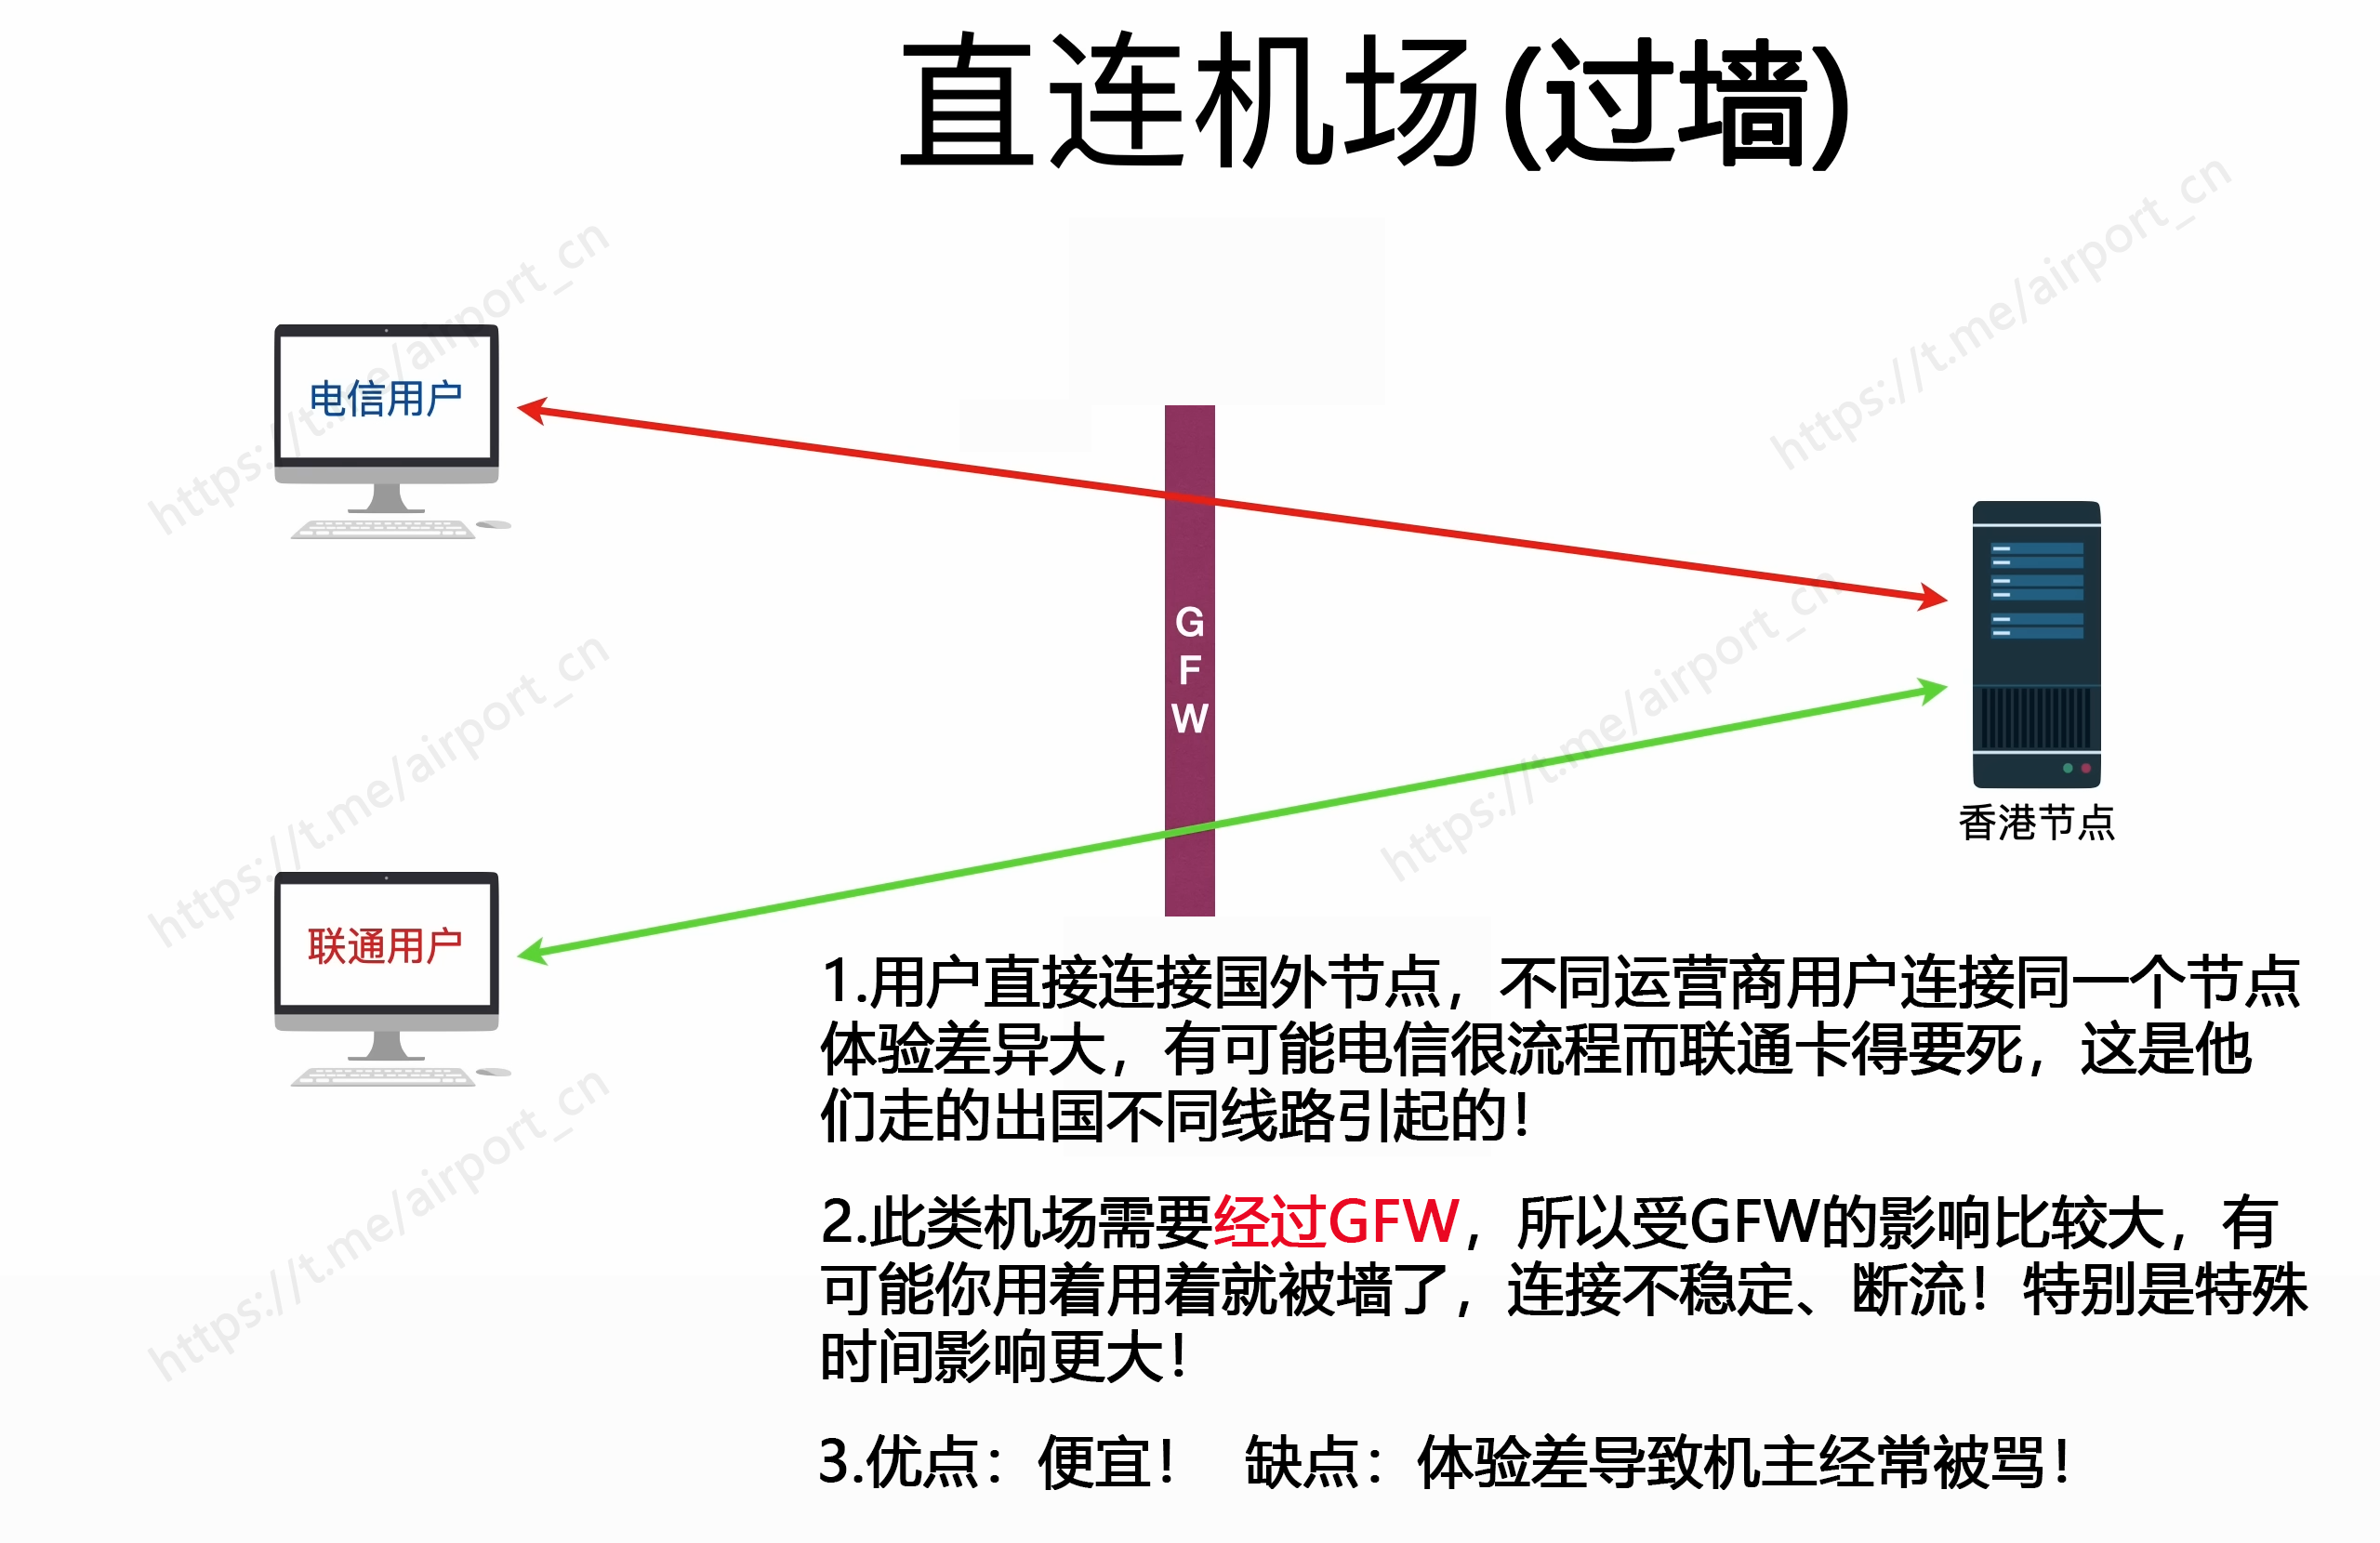 直连机场(过墙)
https://t.me/airport_cn
https://t.me/airport_cn
电信用户
G
F
W
https://t.me/airport_cn
https://t.me/airport_cn
香港节点
联通用户
1.用户直接连接国外节点，不同运营商用户连接同一个节点
体验差异大，有可能电信很流程而联通卡得要死，这是他
们走的出国不同线路引起的！
https://t.me/airport_cn
2.此类机场需要经过GFW，所以受GFW的影响比较大，有
可能你用着用着就被墙了，连接不稳定、断流！特别是特殊
时间影响更大！
3.优点：便宜！ 缺点：体验差导致机主经常被骂！